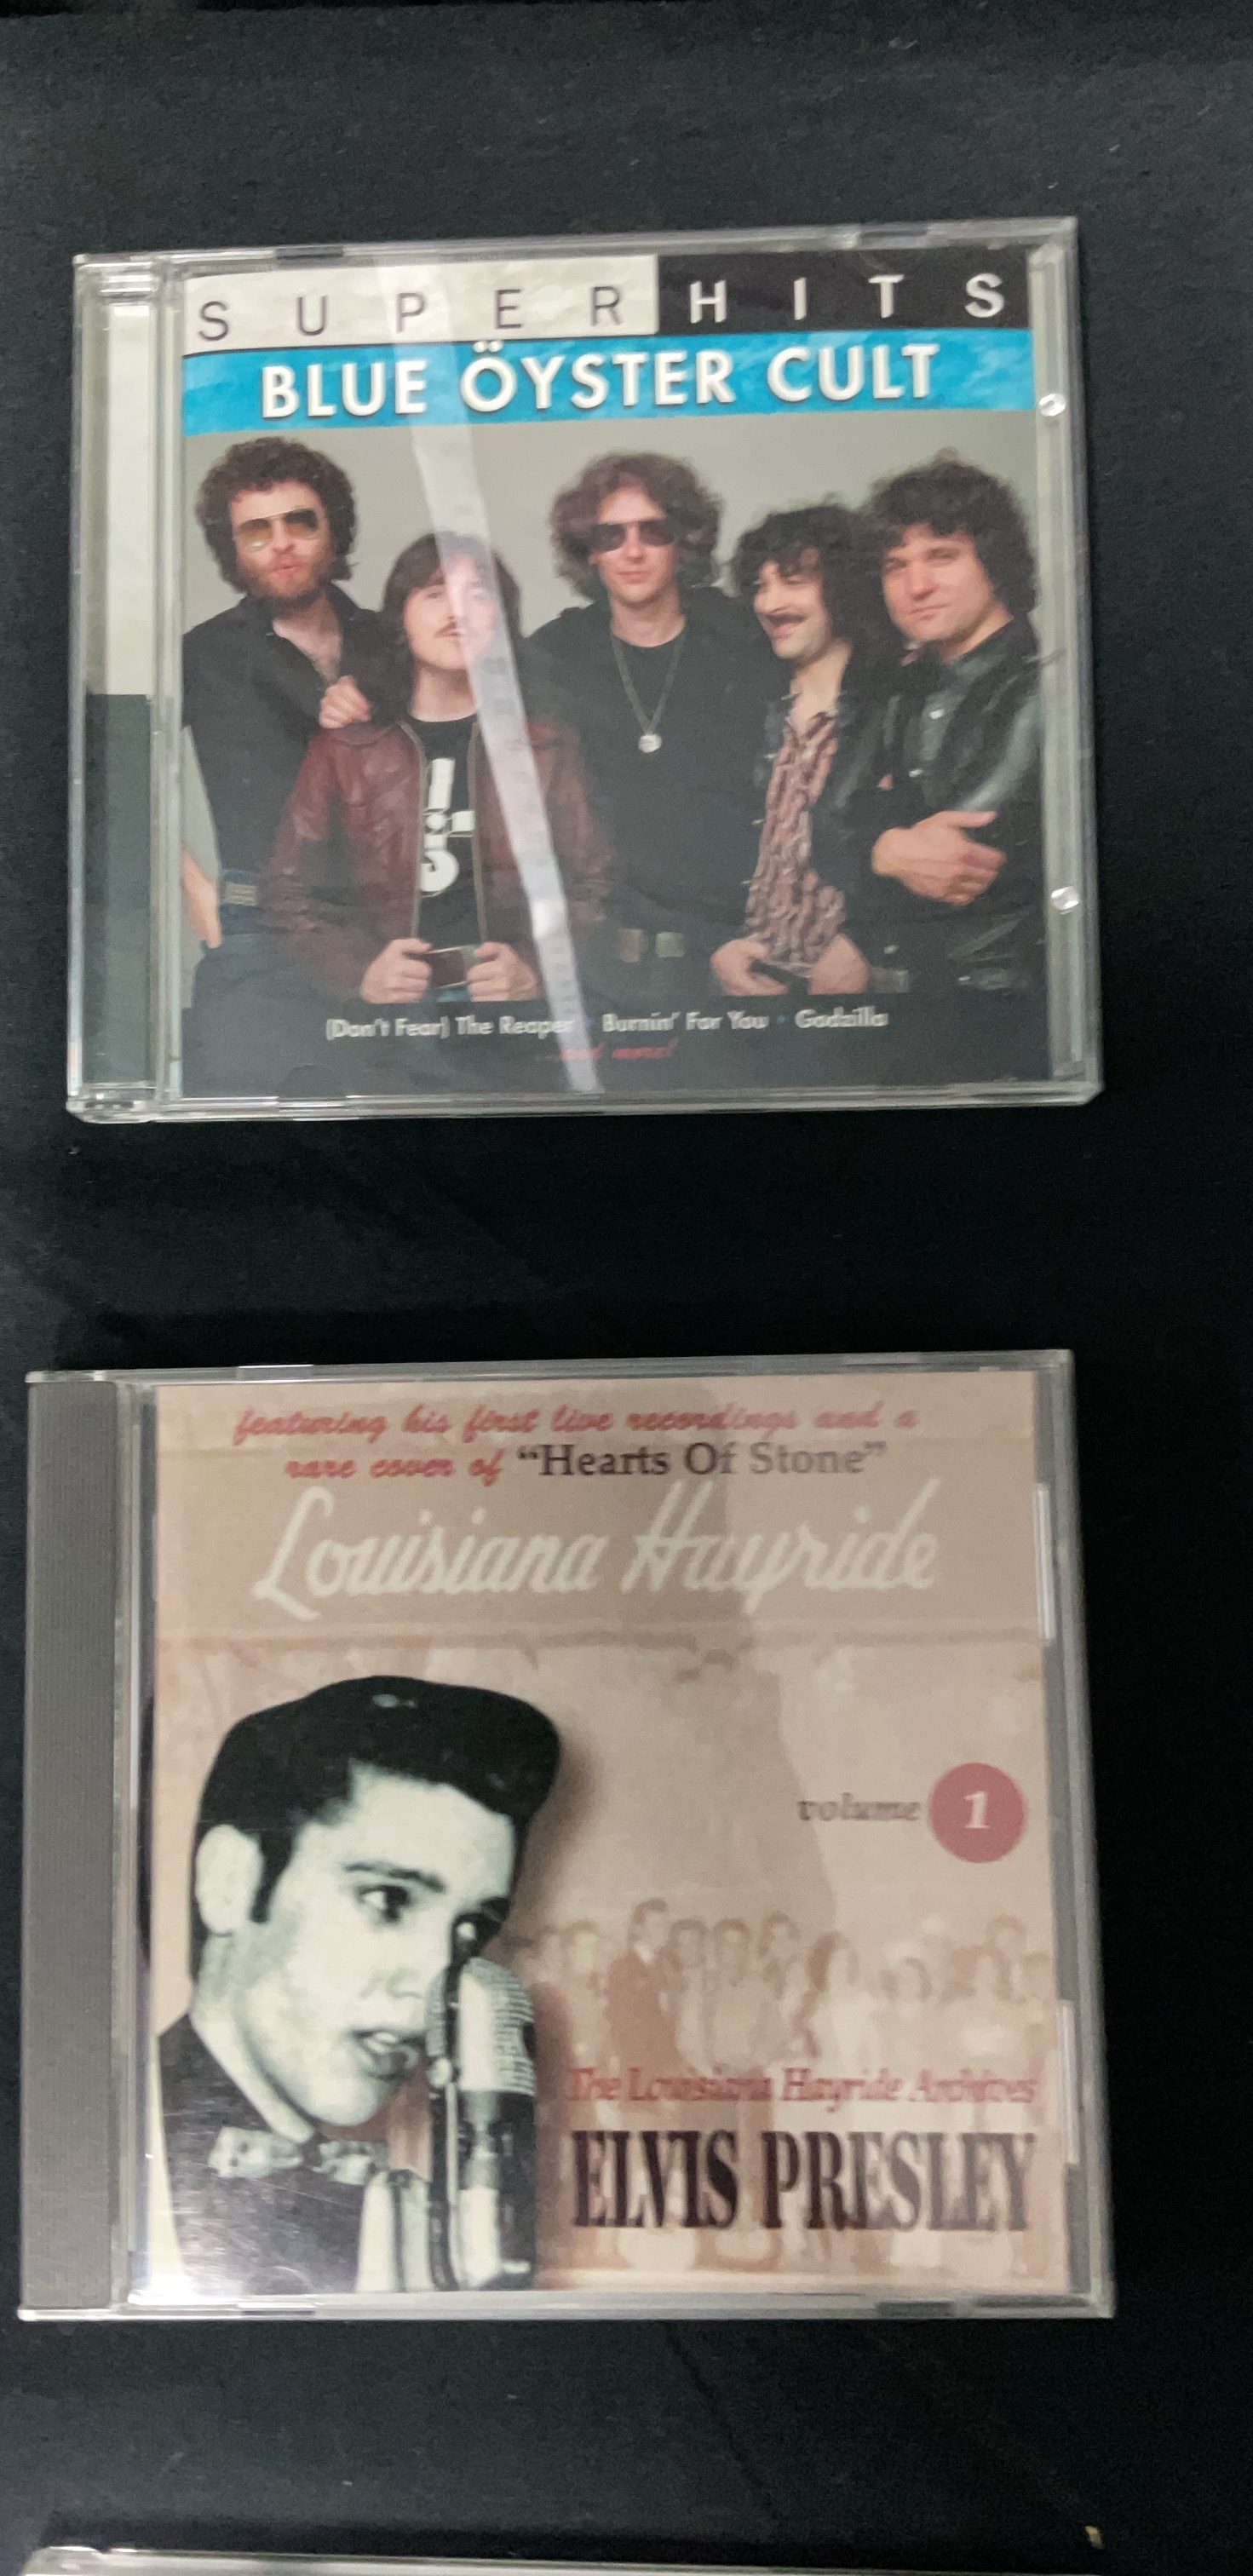 SUPER HITS
BLUE ÖYSTER CULT
(Don't Fear) The Reaper • Burnin' For You • Godzilla
...and more!
featuring his first live recordings and a
rare cover of “Hearts Of Stone”
Louisiana Hayride
volume 1
The Louisiana Hayride Archives
ELVIS PRESLEY